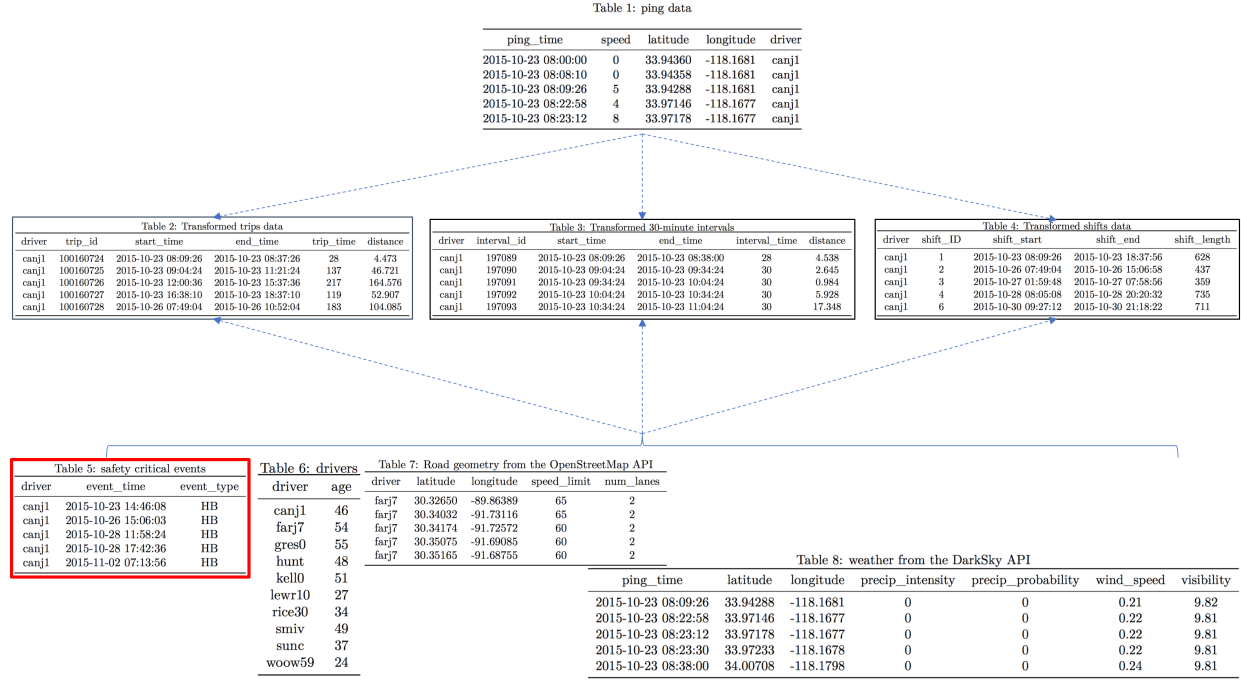 Table 1: ping data
ping_time speed latitude longitude driver
2015-10-23 08:00:00 0 33.94360 -118.1681 canj1
2015-10-23 08:08:10 0 33.94358 -118.1681 canj1
2015-10-23 08:09:26 5 33.94288 -118.1681 canj1
2015-10-23 08:22:58 4 33.97146 -118.1677 canj1
2015-10-23 08:23:12 8 33.97178 -118.1677 canj1
Table 2: Transformed trips data
driver trip_id start_time end_time trip_time distance
canj1 100160724 2015-10-23 08:09:26 2015-10-23 08:37:26 28 4.473
canj1 100160725 2015-10-23 09:04:24 2015-10-23 11:21:24 137 46.721
canj1 100160726 2015-10-23 12:00:36 2015-10-23 15:37:36 217 164.576
canj1 100160727 2015-10-23 16:38:10 2015-10-23 18:37:10 119 52.907
canj1 100160728 2015-10-26 07:49:04 2015-10-26 10:52:04 183 104.085
Table 3: Transformed 30-minute intervals
driver interval_id start_time end_time interval_time distance
canj1 197089 2015-10-23 08:09:26 2015-10-23 08:38:00 28 4.538
canj1 197090 2015-10-23 09:04:24 2015-10-23 09:34:24 30 2.645
canj1 197091 2015-10-23 09:34:24 2015-10-23 10:04:24 30 0.984
canj1 197092 2015-10-23 10:04:24 2015-10-23 10:34:24 30 5.928
canj1 197093 2015-10-23 10:34:24 2015-10-23 11:04:24 30 17.348
Table 4: Transformed shifts data
driver shift_ID shift_start shift_end shift_length
canj1 1 2015-10-23 08:09:26 2015-10-23 18:37:56 628
canj1 2 2015-10-26 07:49:04 2015-10-26 15:06:58 437
canj1 3 2015-10-27 01:59:48 2015-10-27 07:58:56 359
canj1 4 2015-10-28 08:05:08 2015-10-28 20:20:32 735
canj1 6 2015-10-30 09:27:12 2015-10-30 21:18:22 711
Table 5: safety critical events
driver event_time event_type
canj1 2015-10-23 14:46:08 HB
canj1 2015-10-26 15:06:03 HB
canj1 2015-10-28 11:58:24 HB
canj1 2015-10-28 17:42:36 HB
canj1 2015-11-02 07:13:56 HB
Table 6: drivers
driver age
canj1 46
farj7 54
gres0 55
hunt 48
kell0 51
lewr10 27
rice30 34
smiv 49
sunc 37
woow59 24
Table 7: Road geometry from the OpenStreetMap API
driver latitude longitude speed_limit num_lanes
farj7 30.32650 -89.86389 65 2
farj7 30.34032 -91.73116 65 2
farj7 30.34174 -91.72572 60 2
farj7 30.35075 -91.69085 60 2
farj7 30.35165 -91.68755 60 2
Table 8: weather from the DarkSky API
ping_time latitude longitude precip_intensity precip_probability wind_speed visibility
2015-10-23 08:09:26 33.94288 -118.1681 0 0 0.21 9.82
2015-10-23 08:22:58 33.97146 -118.1677 0 0 0.22 9.81
2015-10-23 08:23:12 33.97178 -118.1677 0 0 0.22 9.81
2015-10-23 08:23:30 33.97233 -118.1678 0 0 0.22 9.81
2015-10-23 08:38:00 34.00708 -118.1798 0 0 0.24 9.81